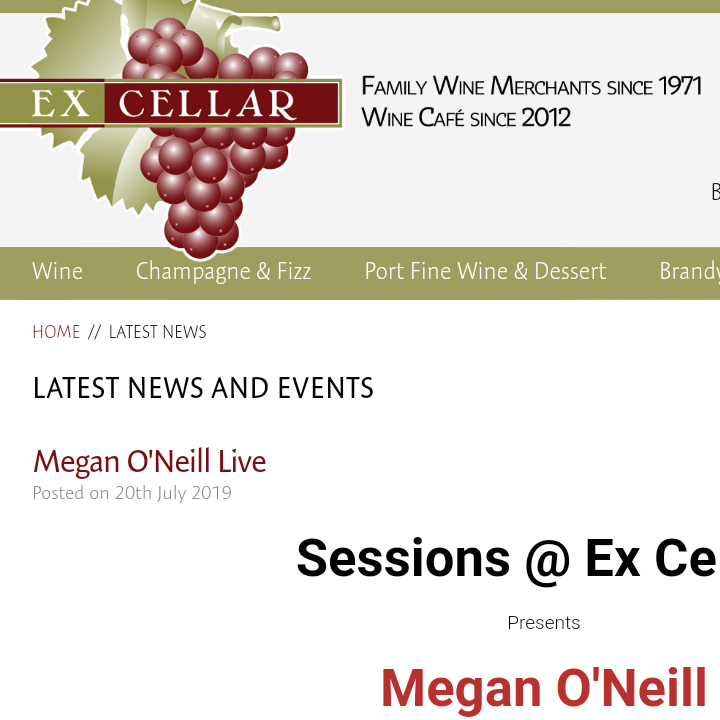 EX CELLAR
Family Wine Merchants since 1971
Wine Café since 2012
Wine Champagne & Fizz Port Fine Wine & Dessert Brandy
HOME // LATEST NEWS
LATEST NEWS AND EVENTS
Megan O'Neill Live
Posted on 20th July 2019
Sessions @ Ex Ce
Presents
Megan O'Neill